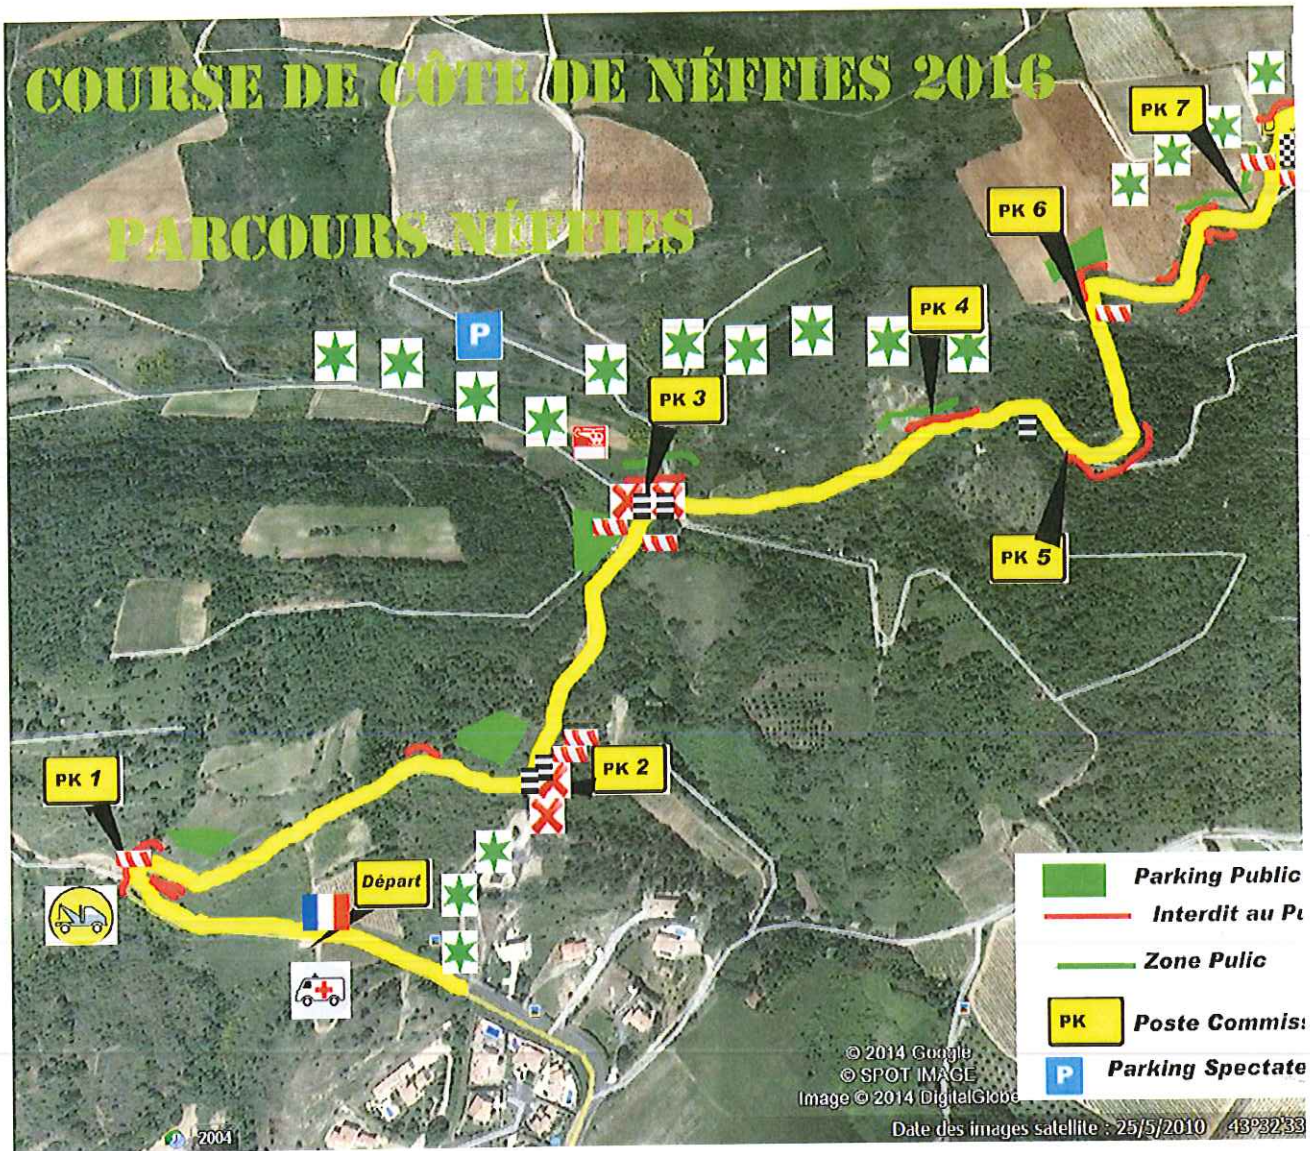 COURSE DE CÔTE DE NÉFFIES 2016
PARCOURS NÉFFIES
PK 7
PK 6
PK 4
P
PK 3
PK 5
PK 2
PK 1
Départ
Parking Public
Interdit au Pu
Zone Pulic
PK Poste Commiss
P Parking Spectate
© 2014 Google
© SPOT IMAGE
Image © 2014 DigitalGlobe
Date des images satellite : 25/5/2010 43°32'33
2004